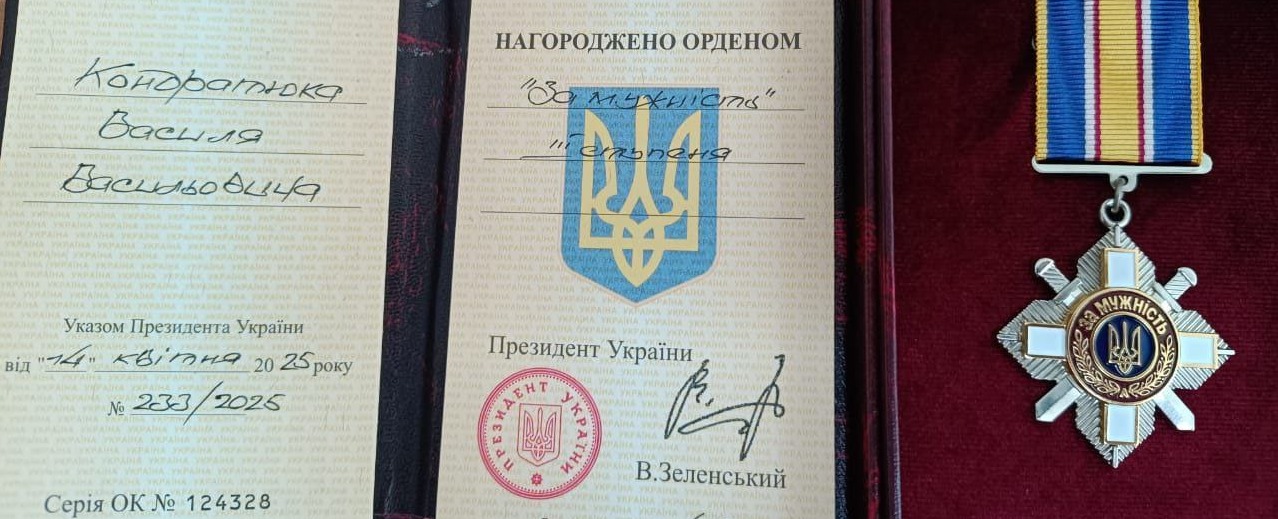 Кондратюка
Василя
Васильовича
Указом Президента України
від "14" квітня 2025 року
№ 233/2025
Серія ОК № 124328
НАГОРОДЖЕНО ОРДЕНОМ
"За мужність"
III ступеня
Президент України
ПРЕЗИДЕНТ УКРАЇНИ
В.Зеленський
ЗА МУЖНІСТЬ